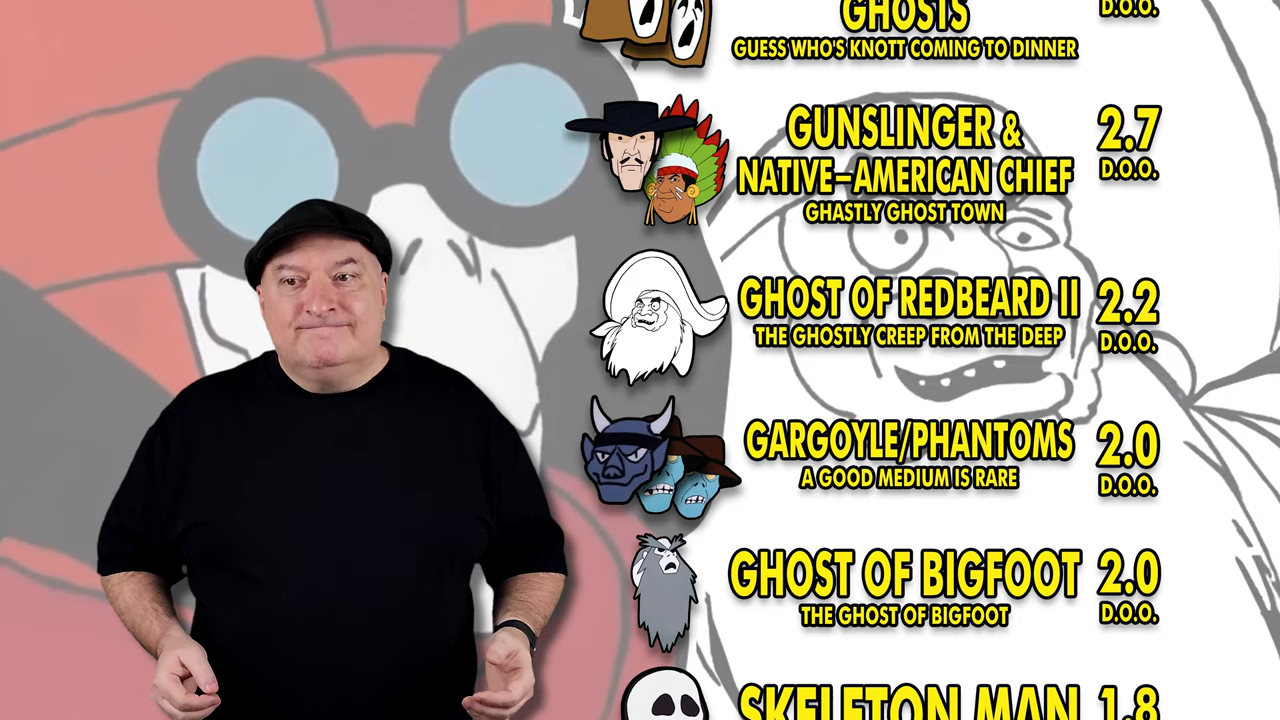 GHOSTS
D.O.O.
GUESS WHO'S KNOTT COMING TO DINNER
GUNSLINGER &
NATIVE-AMERICAN CHIEF
GHASTLY GHOST TOWN
2.7
D.O.O.
GHOST OF REDBEARD II
THE GHOSTLY CREEP FROM THE DEEP
2.2
D.O.O.
GARGOYLE/PHANTOMS
A GOOD MEDIUM IS RARE
2.0
D.O.O.
GHOST OF BIGFOOT
THE GHOST OF BIGFOOT
2.0
D.O.O.
SKELETON MAN
1.8